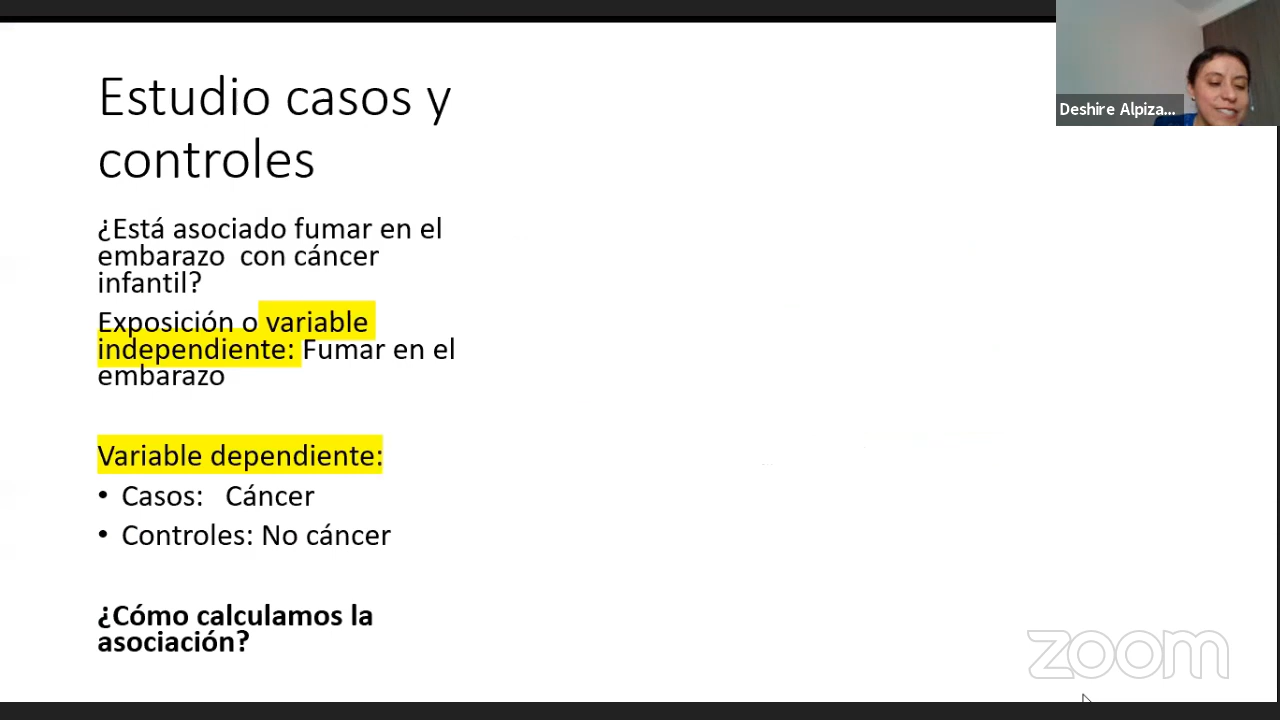 Estudio casos y
controles
¿Está asociado fumar en el
embarazo  con cáncer
infantil?
Exposición o variable
independiente: Fumar en el
embarazo
Variable dependiente:
• Casos:   Cáncer
• Controles: No cáncer
¿Cómo calculamos la
asociación?
Deshire Alpiza...
zoom